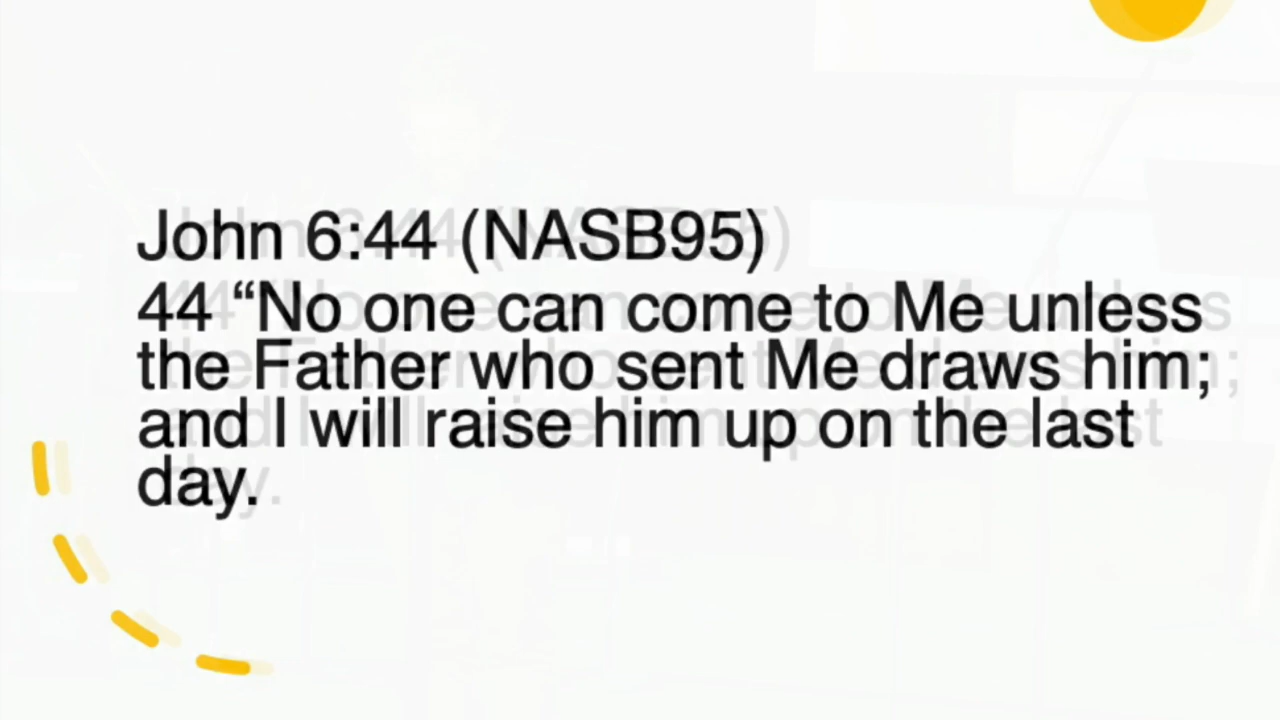 John 6:44 (NASB95)
44 “No one can come to Me unless
the Father who sent Me draws him;
and I will raise him up on the last
day.